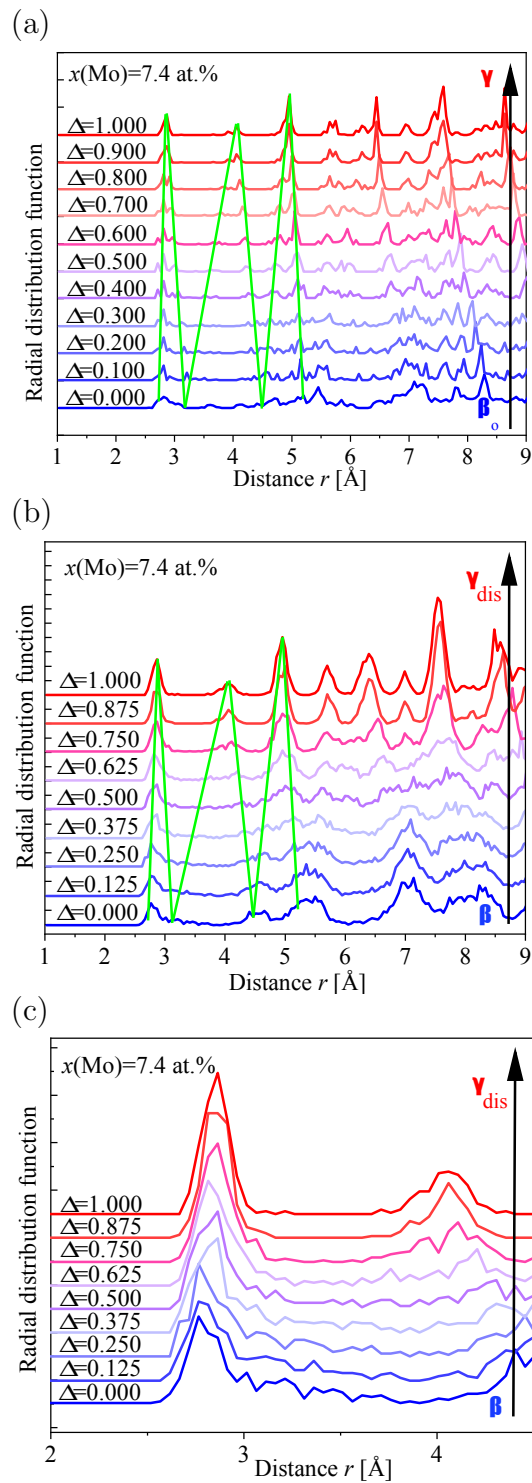 (a)
x(Mo)=7.4 at.%
γ
Δ=1.000
Δ=0.900
Δ=0.800
Δ=0.700
Δ=0.600
Δ=0.500
Δ=0.400
Δ=0.300
Δ=0.200
Δ=0.100
Δ=0.000
βo
Radial distribution function
1 2 3 4 5 6 7 8 9
Distance r [Å]
(b)
x(Mo)=7.4 at.%
γdis
Δ=1.000
Δ=0.875
Δ=0.750
Δ=0.625
Δ=0.500
Δ=0.375
Δ=0.250
Δ=0.125
Δ=0.000
β
Radial distribution function
1 2 3 4 5 6 7 8 9
Distance r [Å]
(c)
x(Mo)=7.4 at.%
γdis
Δ=1.000
Δ=0.875
Δ=0.750
Δ=0.625
Δ=0.500
Δ=0.375
Δ=0.250
Δ=0.125
Δ=0.000
β
Radial distribution function
2 3 4
Distance r [Å]